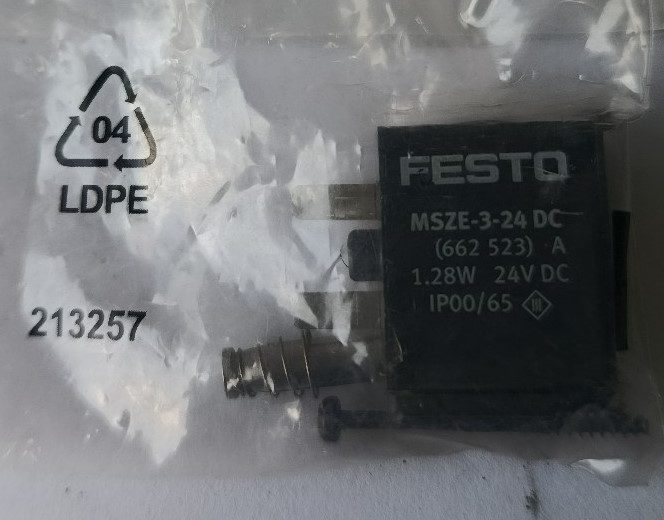 04
LDPE
213257
FESTO
MSZE-3-24 DC
(662 523) A
1.28W 24V DC
IP00/65